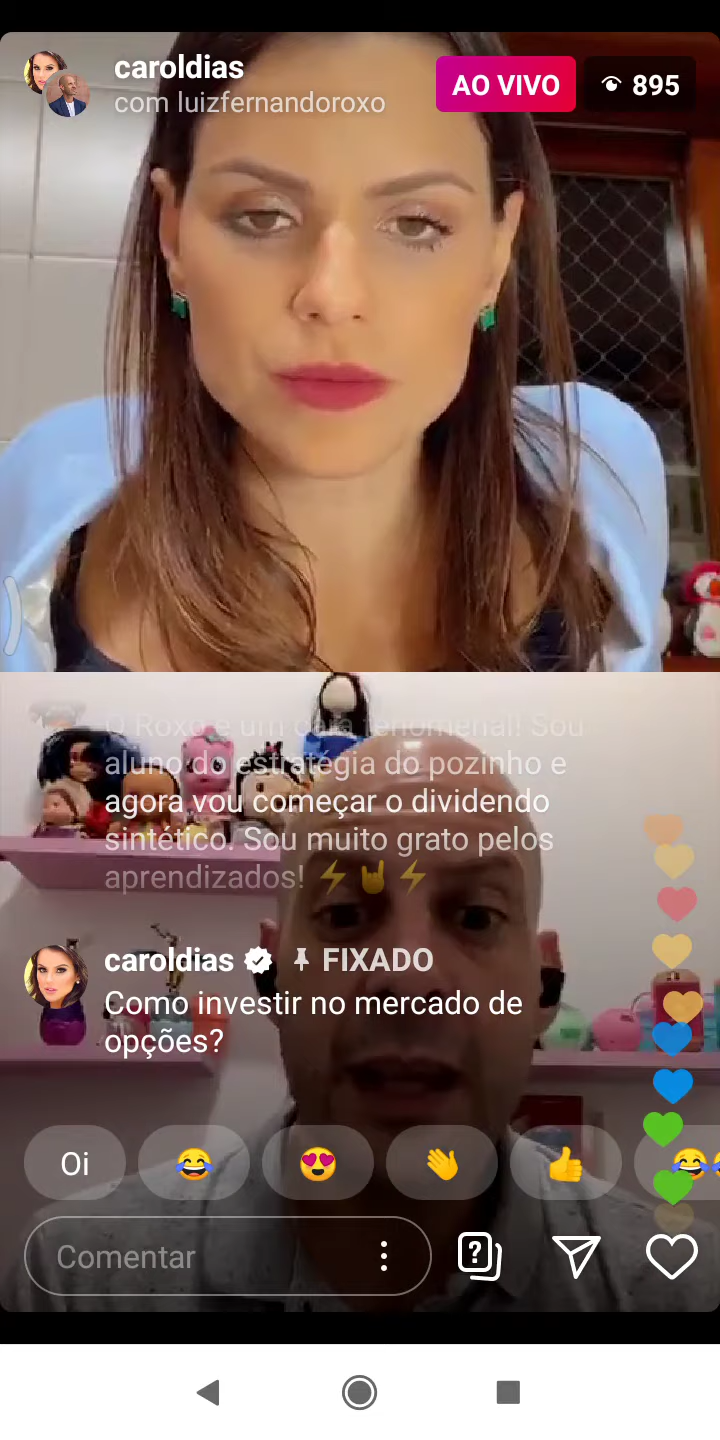 caroldias
com luizfernandoroxo
AO VIVO
895
O Roxo é um cara fenomenal! Sou
aluno do estratégia do pozinho e
agora vou começar o dividendo
sintético. Sou muito grato pelos
aprendizados! ⚡🤘⚡
caroldias FIXADO
Como investir no mercado de
opções?
Oi 😂 😍 👋 👍 😂😂
Comentar